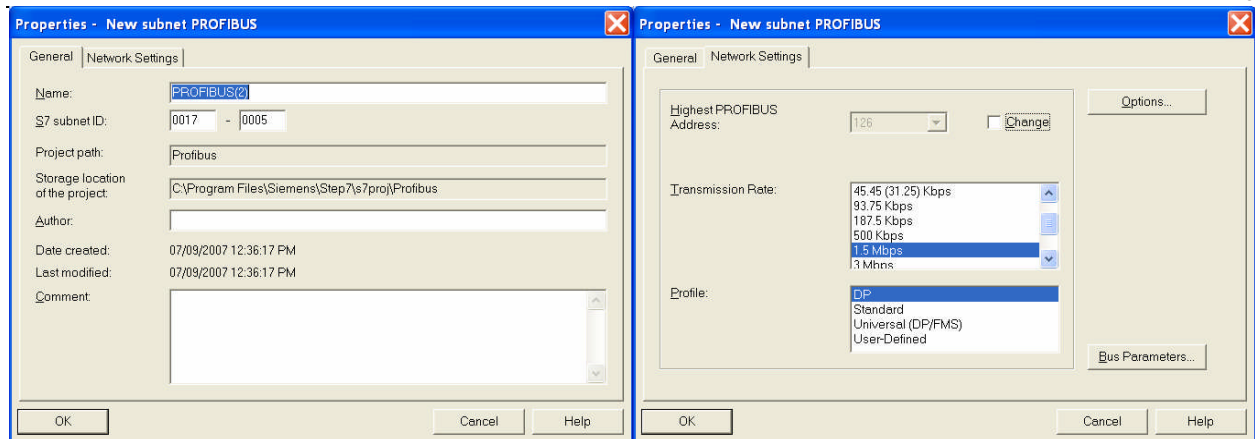 Properties - New subnet PROFIBUS
General
Network Settings
Name:
PROFIBUS(2)
S7 subnet ID:
0017 - 0005
Project path:
Profibus
Storage location
of the project:
C:\Program Files\Siemens\Step7\s7proj\Profibus
Author:
Date created:
07/09/2007 12:36:17 PM
Last modified:
07/09/2007 12:36:17 PM
Comment:
OK
Cancel
Help
Properties - New subnet PROFIBUS
General
Network Settings
Highest PROFIBUS
Address:
126
Change
Options...
Transmission Rate:
45.45 (31.25) Kbps
93.75 Kbps
187.5 Kbps
500 Kbps
1.5 Mbps
3 Mbps
Profile:
DP
Standard
Universal (DP/FMS)
User-Defined
Bus Parameters...
OK
Cancel
Help